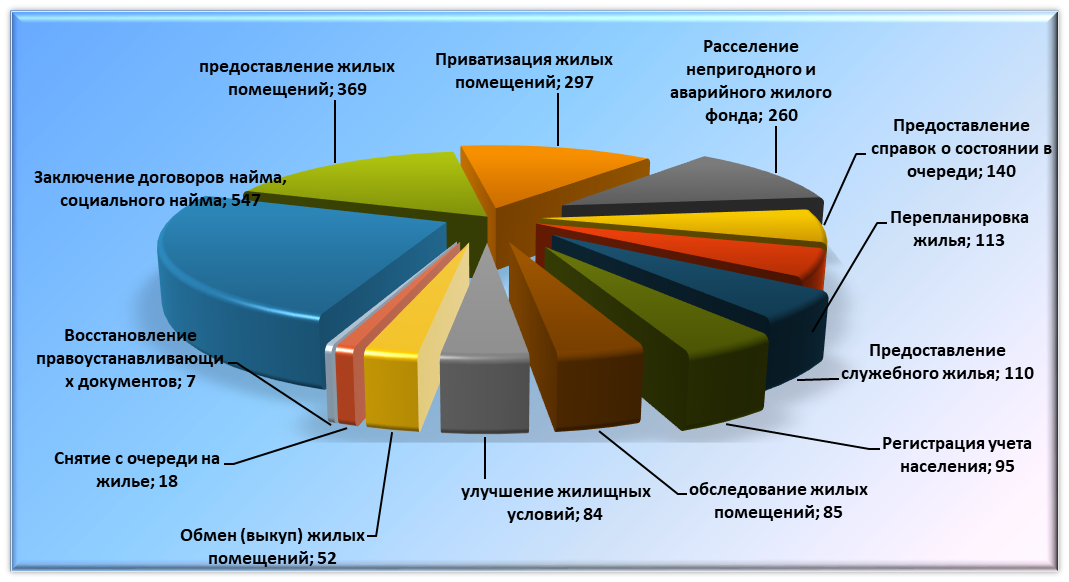 предоставление жилых
помещений; 369
Приватизация жилых
помещений; 297
Расселение
непригодного и
аварийного жилого
фонда; 260
Предоставление
справок о состоянии в
очереди; 140
Перепланировка
жилья; 113
Предоставление
служебного жилья; 110
Регистрация учета
населения; 95
обследование жилых
помещений; 85
улучшение жилищных
условий; 84
Обмен (выкуп) жилых
помещений; 52
Снятие с очереди на
жилье; 18
Восстановление
правоустанавливающи
х документов; 7
Заключение договоров найма,
социального найма; 547